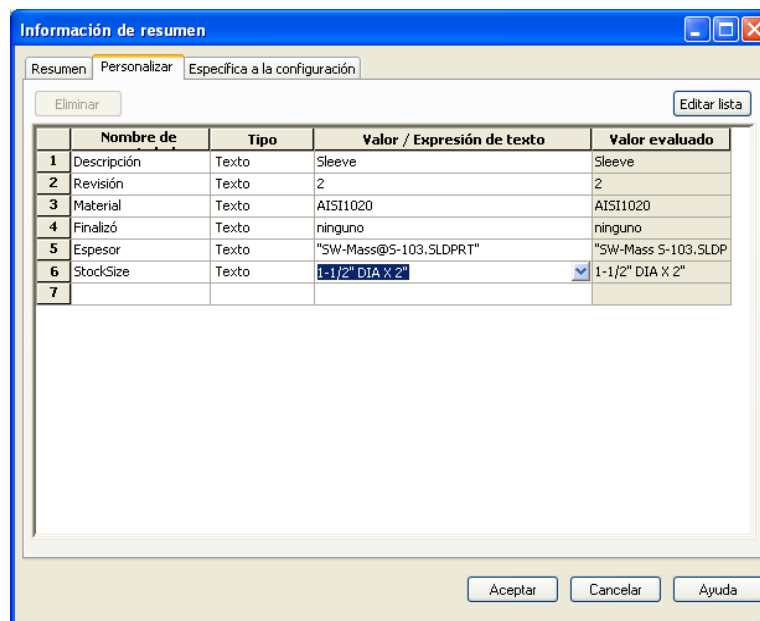 Información de resumen
Resumen Personalizar Específica a la configuración
Eliminar Editar lista
Nombre de Tipo Valor / Expresión de texto Valor evaluado
1 Descripción Texto Sleeve Sleeve
2 Revisión Texto 2 2
3 Material Texto AISI1020 AISI1020
4 Finalizó Texto ninguno ninguno
5 Espesor Texto "SW-Mass@S-103.SLDPRT" "SW-Mass S-103.SLDP
6 StockSize Texto 1-1/2" DIA X 2" 1-1/2" DIA X 2"
7
Aceptar Cancelar Ayuda